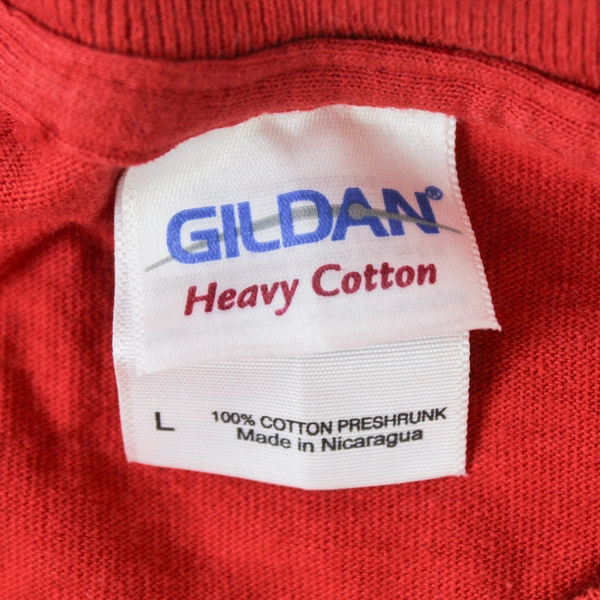 GILDAN®
Heavy Cotton
L 100% COTTON PRESHRUNK
Made in Nicaragua